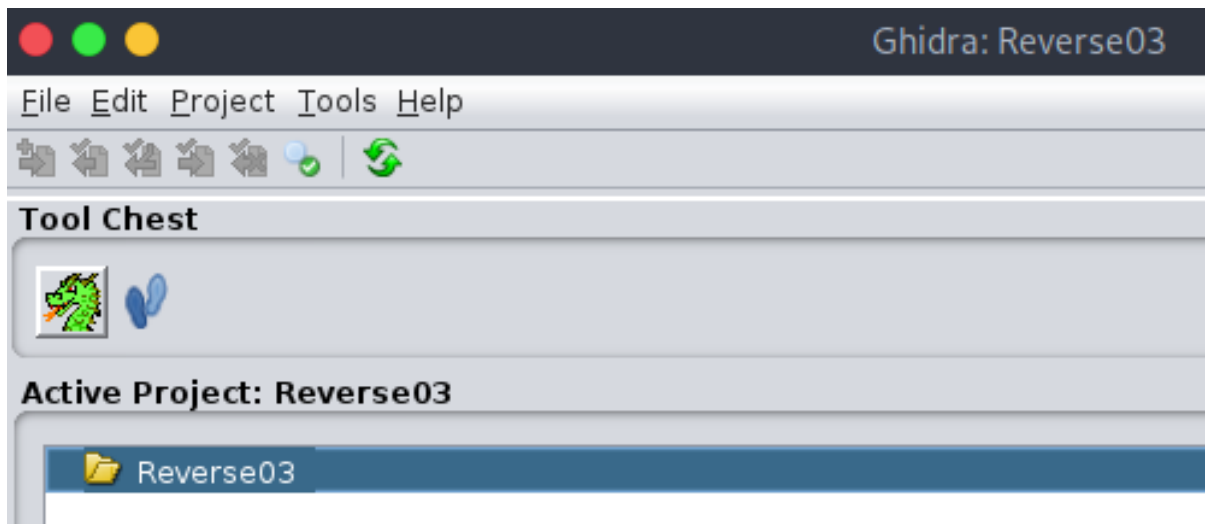 Ghidra: Reverse03
File Edit Project Tools Help
Tool Chest
Active Project: Reverse03
Reverse03